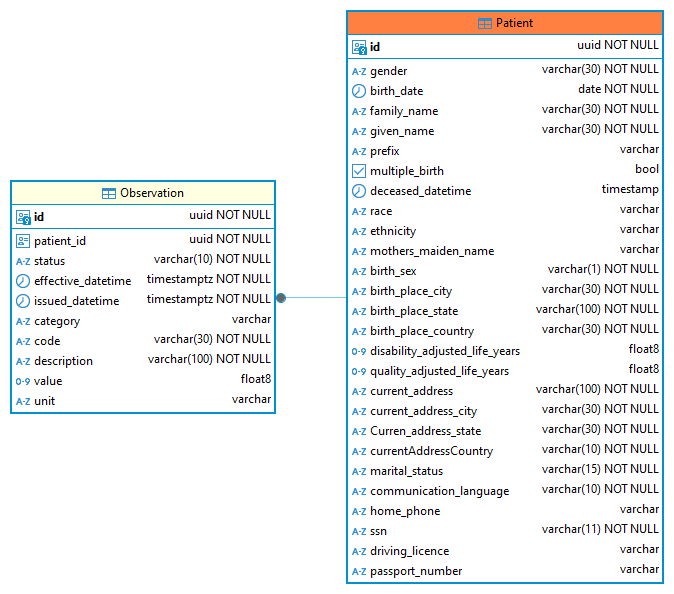 Observation
id uuid NOT NULL
patient_id uuid NOT NULL
A-Z status varchar(10) NOT NULL
effective_datetime timestamptz NOT NULL
issued_datetime timestamptz NOT NULL
A-Z category varchar
A-Z code varchar(30) NOT NULL
A-Z description varchar(100) NOT NULL
0-9 value float8
A-Z unit varchar
Patient
id uuid NOT NULL
A-Z gender varchar(30) NOT NULL
birth_date date NOT NULL
A-Z family_name varchar(30) NOT NULL
A-Z given_name varchar(30) NOT NULL
A-Z prefix varchar
multiple_birth bool
deceased_datetime timestamp
A-Z race varchar
A-Z ethnicity varchar
A-Z mothers_maiden_name varchar
A-Z birth_sex varchar(1) NOT NULL
A-Z birth_place_city varchar(30) NOT NULL
A-Z birth_place_state varchar(100) NOT NULL
A-Z birth_place_country varchar(30) NOT NULL
0-9 disability_adjusted_life_years float8
0-9 quality_adjusted_life_years float8
A-Z current_address varchar(100) NOT NULL
A-Z current_address_city varchar(30) NOT NULL
A-Z Curren_address_state varchar(30) NOT NULL
A-Z currentAddressCountry varchar(10) NOT NULL
A-Z marital_status varchar(15) NOT NULL
A-Z communication_language varchar(10) NOT NULL
A-Z home_phone varchar
A-Z ssn varchar(11) NOT NULL
A-Z driving_licence varchar
A-Z passport_number varchar